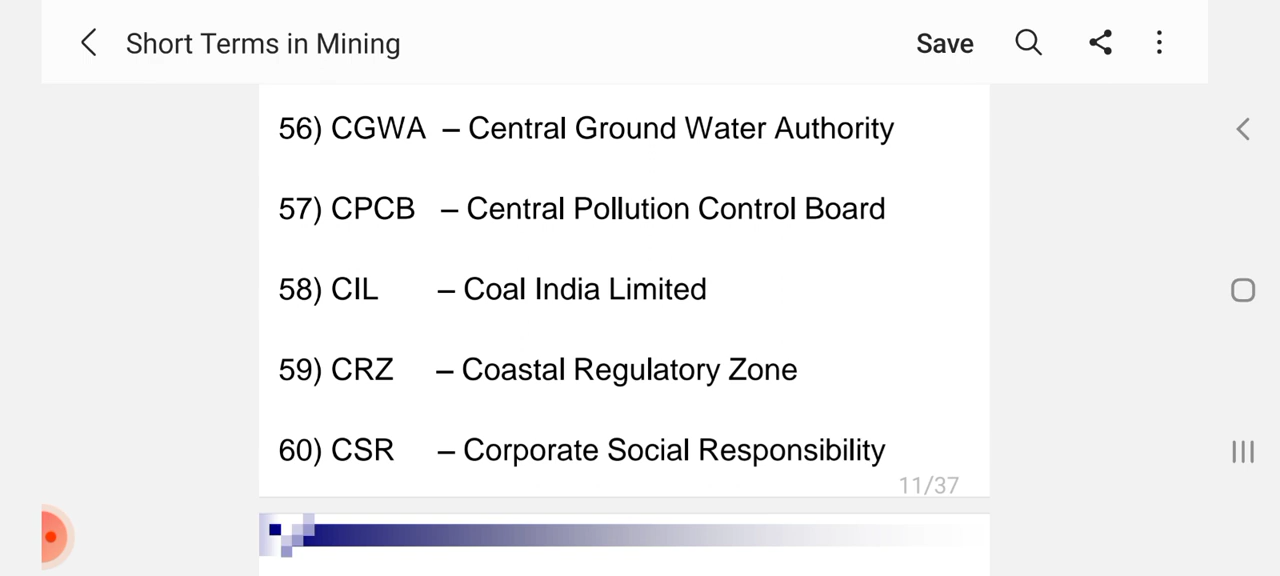 Short Terms in Mining
Save
56) CGWA – Central Ground Water Authority
57) CPCB – Central Pollution Control Board
58) CIL – Coal India Limited
59) CRZ – Coastal Regulatory Zone
60) CSR – Corporate Social Responsibility
11/37